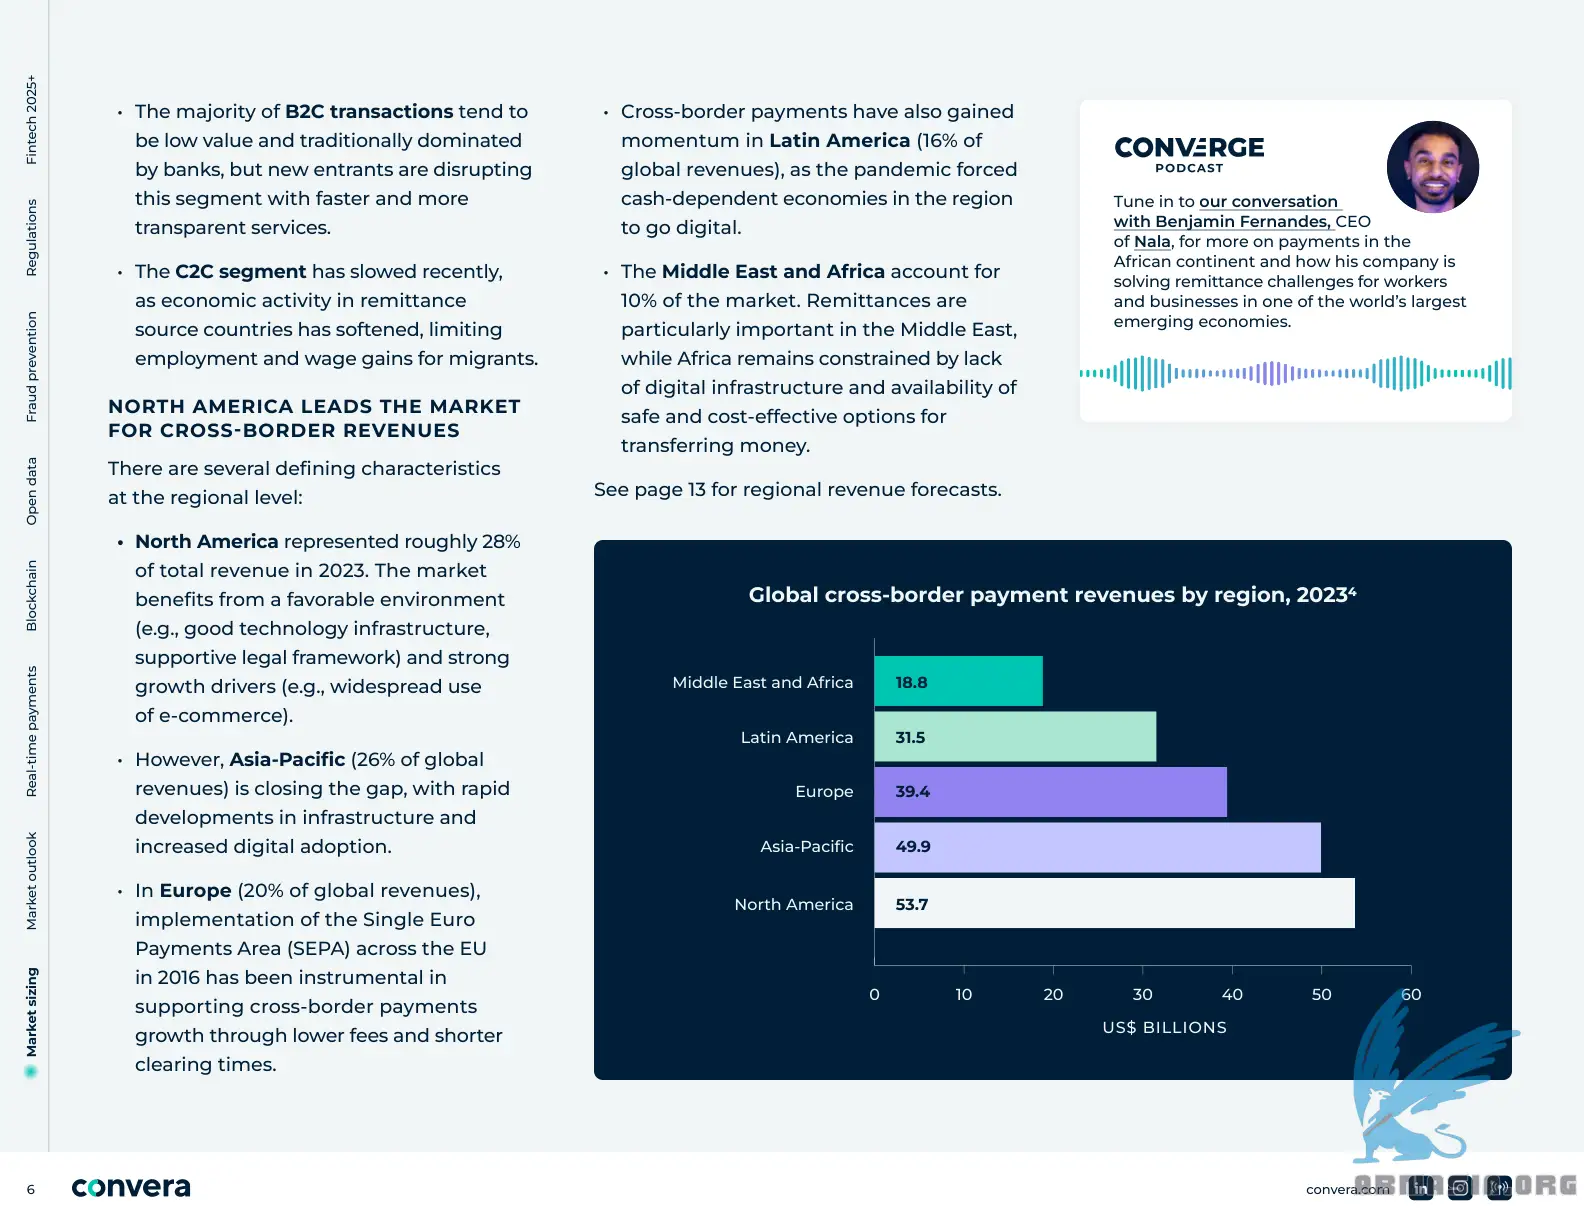 Fintech 2025+
Regulations
Fraud prevention
Open data
Blockchain
Real-time payments
Market outlook
Market sizing
• The majority of B2C transactions tend to
be low value and traditionally dominated
by banks, but new entrants are disrupting
this segment with faster and more
transparent services.
• The C2C segment has slowed recently,
as economic activity in remittance
source countries has softened, limiting
employment and wage gains for migrants.
NORTH AMERICA LEADS THE MARKET
FOR CROSS-BORDER REVENUES
There are several defining characteristics
at the regional level:
• North America represented roughly 28%
of total revenue in 2023. The market
benefits from a favorable environment
(e.g., good technology infrastructure,
supportive legal framework) and strong
growth drivers (e.g., widespread use
of e-commerce).
• However, Asia-Pacific (26% of global
revenues) is closing the gap, with rapid
developments in infrastructure and
increased digital adoption.
• In Europe (20% of global revenues),
implementation of the Single Euro
Payments Area (SEPA) across the EU
in 2016 has been instrumental in
supporting cross-border payments
growth through lower fees and shorter
clearing times.
• Cross-border payments have also gained
momentum in Latin America (16% of
global revenues), as the pandemic forced
cash-dependent economies in the region
to go digital.
• The Middle East and Africa account for
10% of the market. Remittances are
particularly important in the Middle East,
while Africa remains constrained by lack
of digital infrastructure and availability of
safe and cost-effective options for
transferring money.
See page 13 for regional revenue forecasts.
CONVERGE
PODCAST
Tune in to our conversation
with Benjamin Fernandes, CEO
of Nala, for more on payments in the
African continent and how his company is
solving remittance challenges for workers
and businesses in one of the world's largest
emerging economies.
Global cross-border payment revenues by region, 2023⁴
Middle East and Africa 18.8
Latin America 31.5
Europe 39.4
Asia-Pacific 49.9
North America 53.7
0 10 20 30 40 50 60
US$ BILLIONS
6 convera
convera.com
in